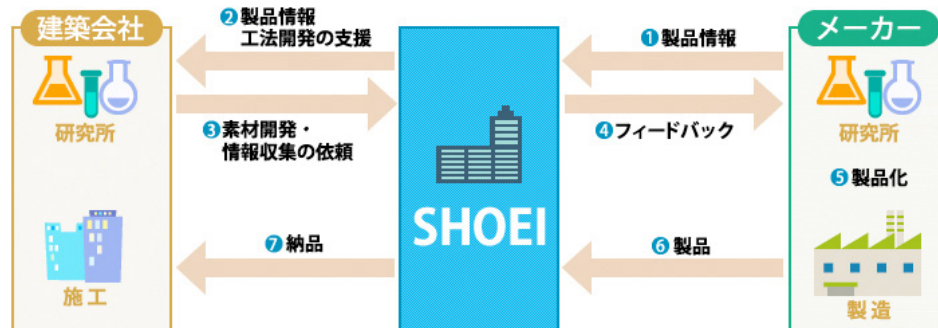 建築会社
研究所
施工
❷製品情報
工法開発の支援
❸素材開発・
情報収集の依頼
❼納品
SHOEI
❶製品情報
❹フィードバック
❻製品
メーカー
研究所
❺製品化
製造